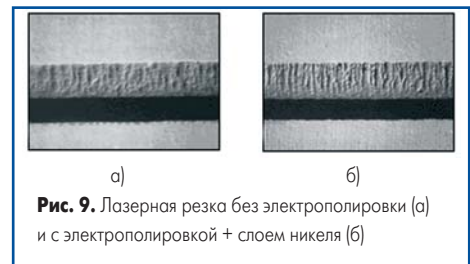 а) б)
Рис. 9. Лазерная резка без электрополировки (а)
и с электрополировкой + слоем никеля (б)